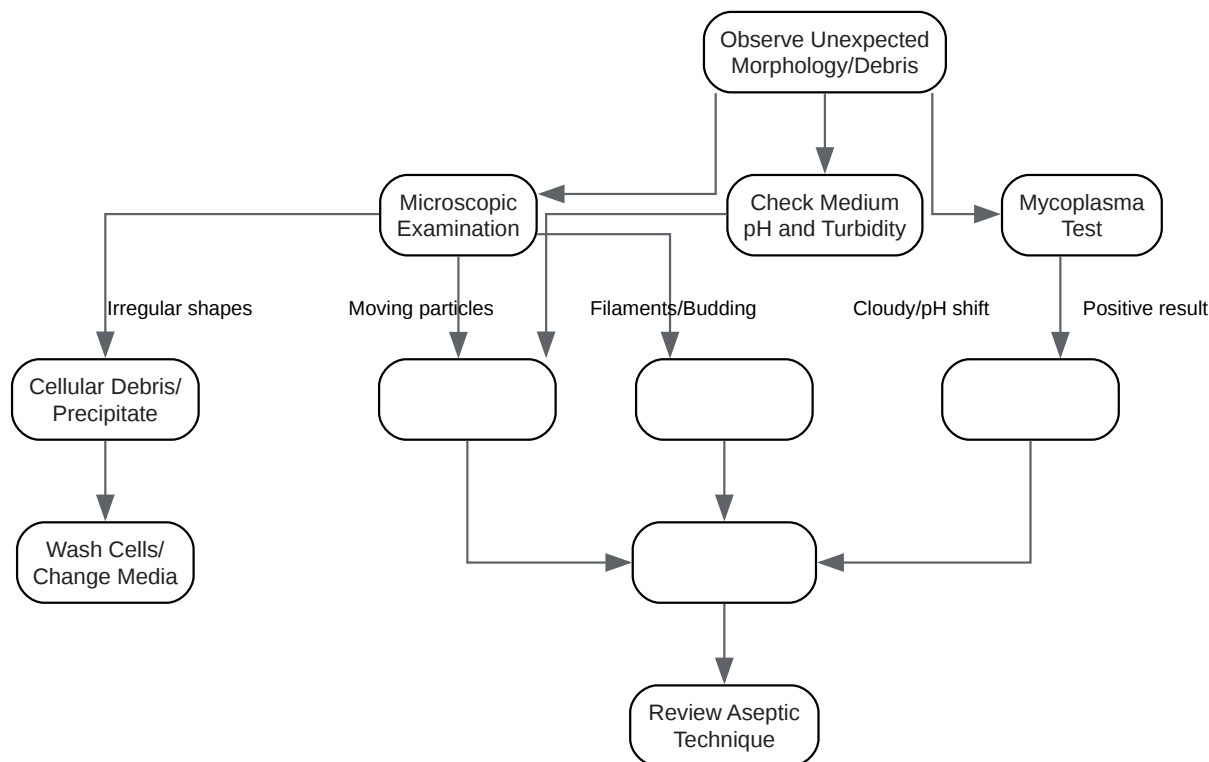 Observe Unexpected
Morphology/Debris
Microscopic
Examination
Check Medium
pH and Turbidity
Mycoplasma
Test
Irregular shapes
Moving particles
Filaments/Budding
Cloudy/pH shift
Positive result
Cellular Debris/
Precipitate
Wash Cells/
Change Media
Review Aseptic
Technique